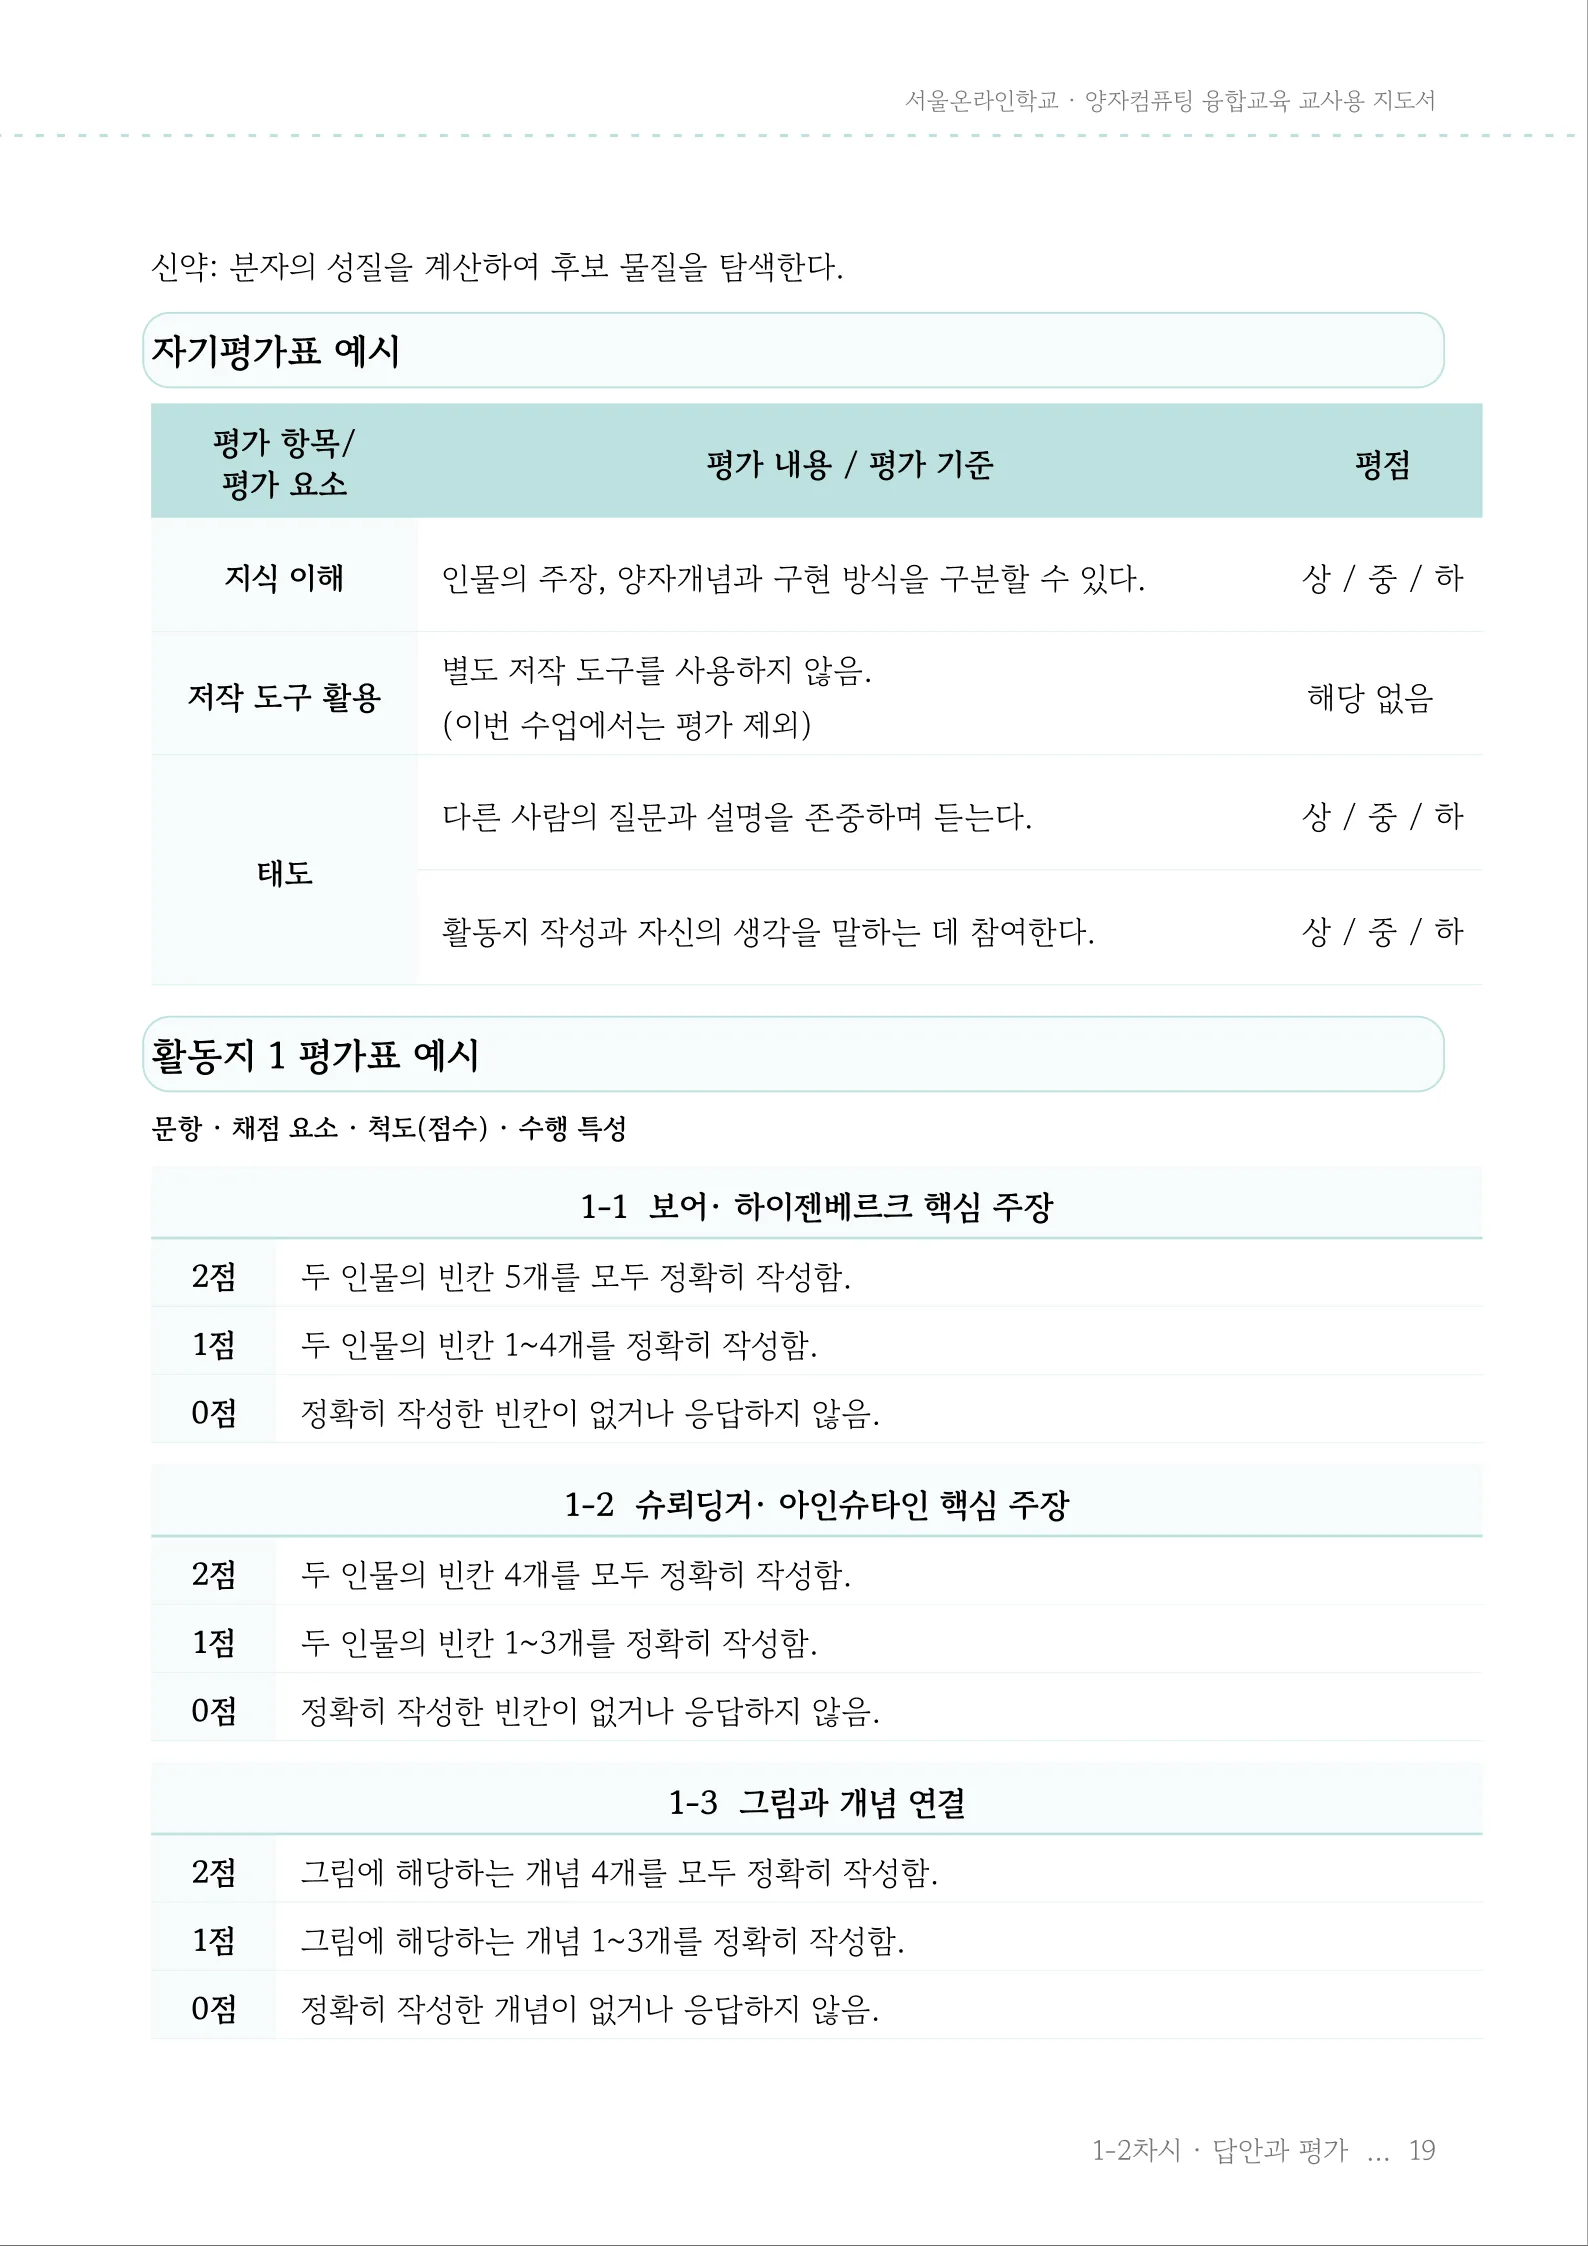 서울온라인학교 · 양자컴퓨팅 융합교육 교사용 지도서
신약: 분자의 성질을 계산하여 후보 물질을 탐색한다.
자기평가표 예시
평가 항목/
평가 요소
평가 내용 / 평가 기준
평점
지식 이해
인물의 주장, 양자개념과 구현 방식을 구분할 수 있다.
상 / 중 / 하
저작 도구 활용
별도 저작 도구를 사용하지 않음.
(이번 수업에서는 평가 제외)
해당 없음
태도
다른 사람의 질문과 설명을 존중하며 듣는다.
상 / 중 / 하
활동지 작성과 자신의 생각을 말하는 데 참여한다.
상 / 중 / 하
활동지 1 평가표 예시
문항 · 채점 요소 · 척도(점수) · 수행 특성
1-1 보어· 하이젠베르크 핵심 주장
2점 두 인물의 빈칸 5개를 모두 정확히 작성함.
1점 두 인물의 빈칸 1~4개를 정확히 작성함.
0점 정확히 작성한 빈칸이 없거나 응답하지 않음.
1-2 슈뢰딩거· 아인슈타인 핵심 주장
2점 두 인물의 빈칸 4개를 모두 정확히 작성함.
1점 두 인물의 빈칸 1~3개를 정확히 작성함.
0점 정확히 작성한 빈칸이 없거나 응답하지 않음.
1-3 그림과 개념 연결
2점 그림에 해당하는 개념 4개를 모두 정확히 작성함.
1점 그림에 해당하는 개념 1~3개를 정확히 작성함.
0점 정확히 작성한 개념이 없거나 응답하지 않음.
1-2차시 · 답안과 평가 ... 19